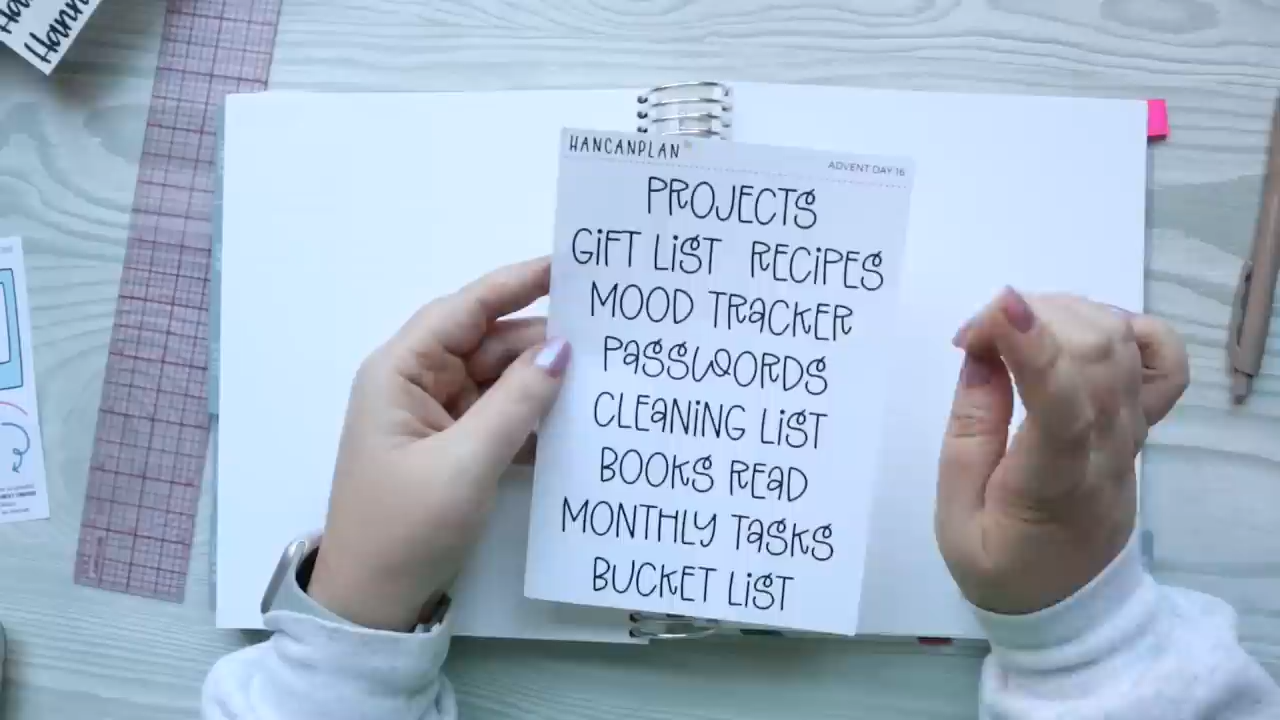 Hann
HANCANPLAN
ADVENT DAY 16
PROJECTS
GIFT LIST RECIPES
MOOD TRACKER
PASSWORDS
CLEANING LIST
BOOKS READ
MONTHLY TASKS
BUCKET LIST